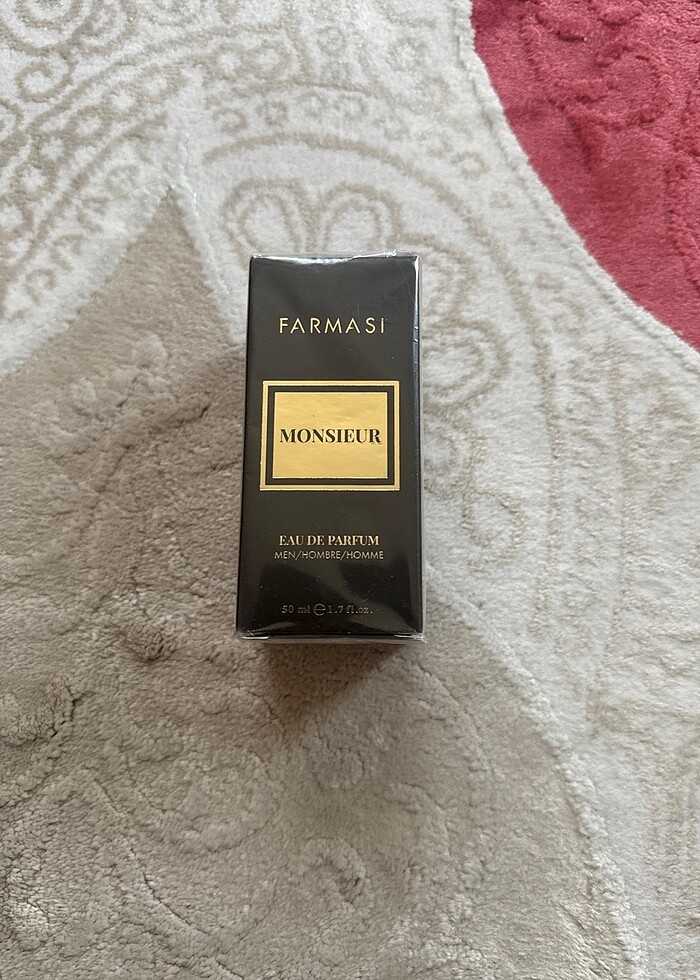 FARMASI
MONSIEUR
EAU DE PARFUM
MEN/HOMBRE/HOMME
50 ml ℮ 1.7 fl.oz.